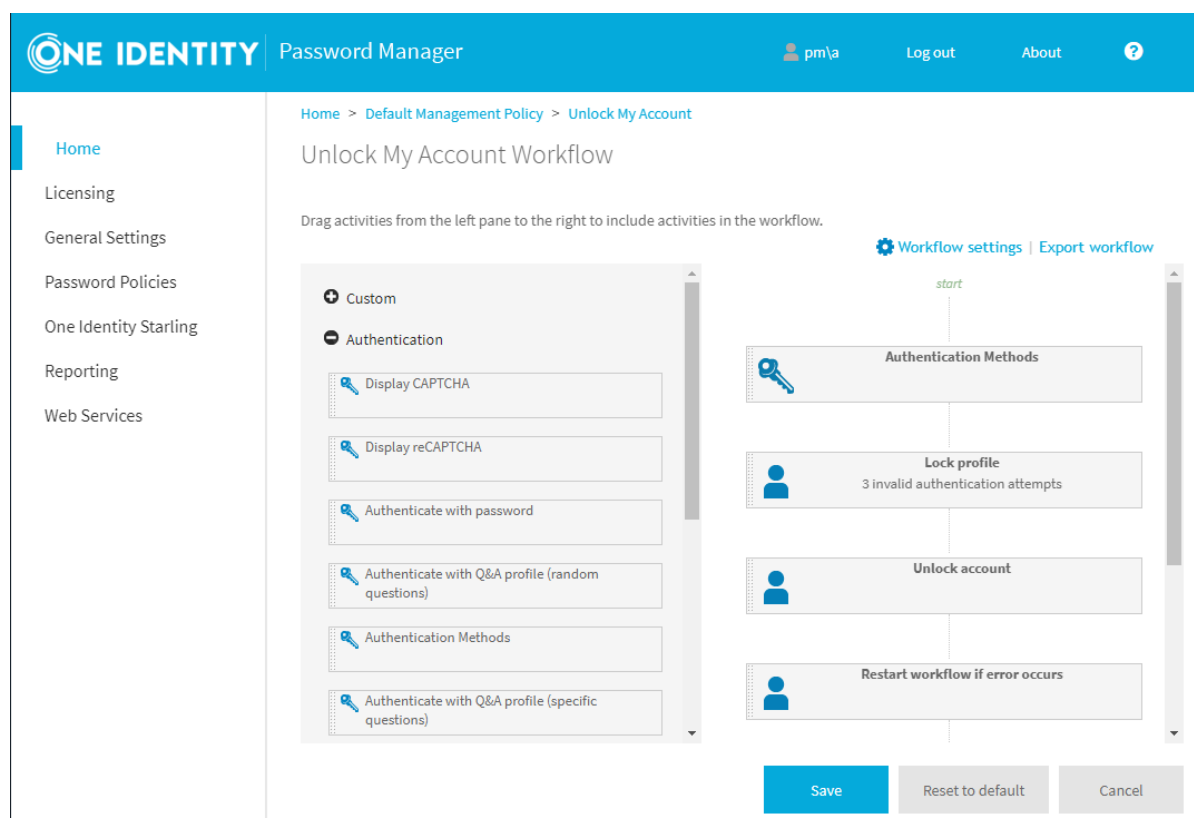 ONE IDENTITY Password Manager pm\a Log out About ?
Home > Default Management Policy > Unlock My Account
Unlock My Account Workflow
Home
Licensing
General Settings
Password Policies
One Identity Starling
Reporting
Web Services
Drag activities from the left pane to the right to include activities in the workflow.
Workflow settings | Export workflow
Custom
Authentication
Display CAPTCHA
Display reCAPTCHA
Authenticate with password
Authenticate with Q&A profile (random
questions)
Authentication Methods
Authenticate with Q&A profile (specific
questions)
start
Authentication Methods
Lock profile
3 invalid authentication attempts
Unlock account
Restart workflow if error occurs
Save Reset to default Cancel